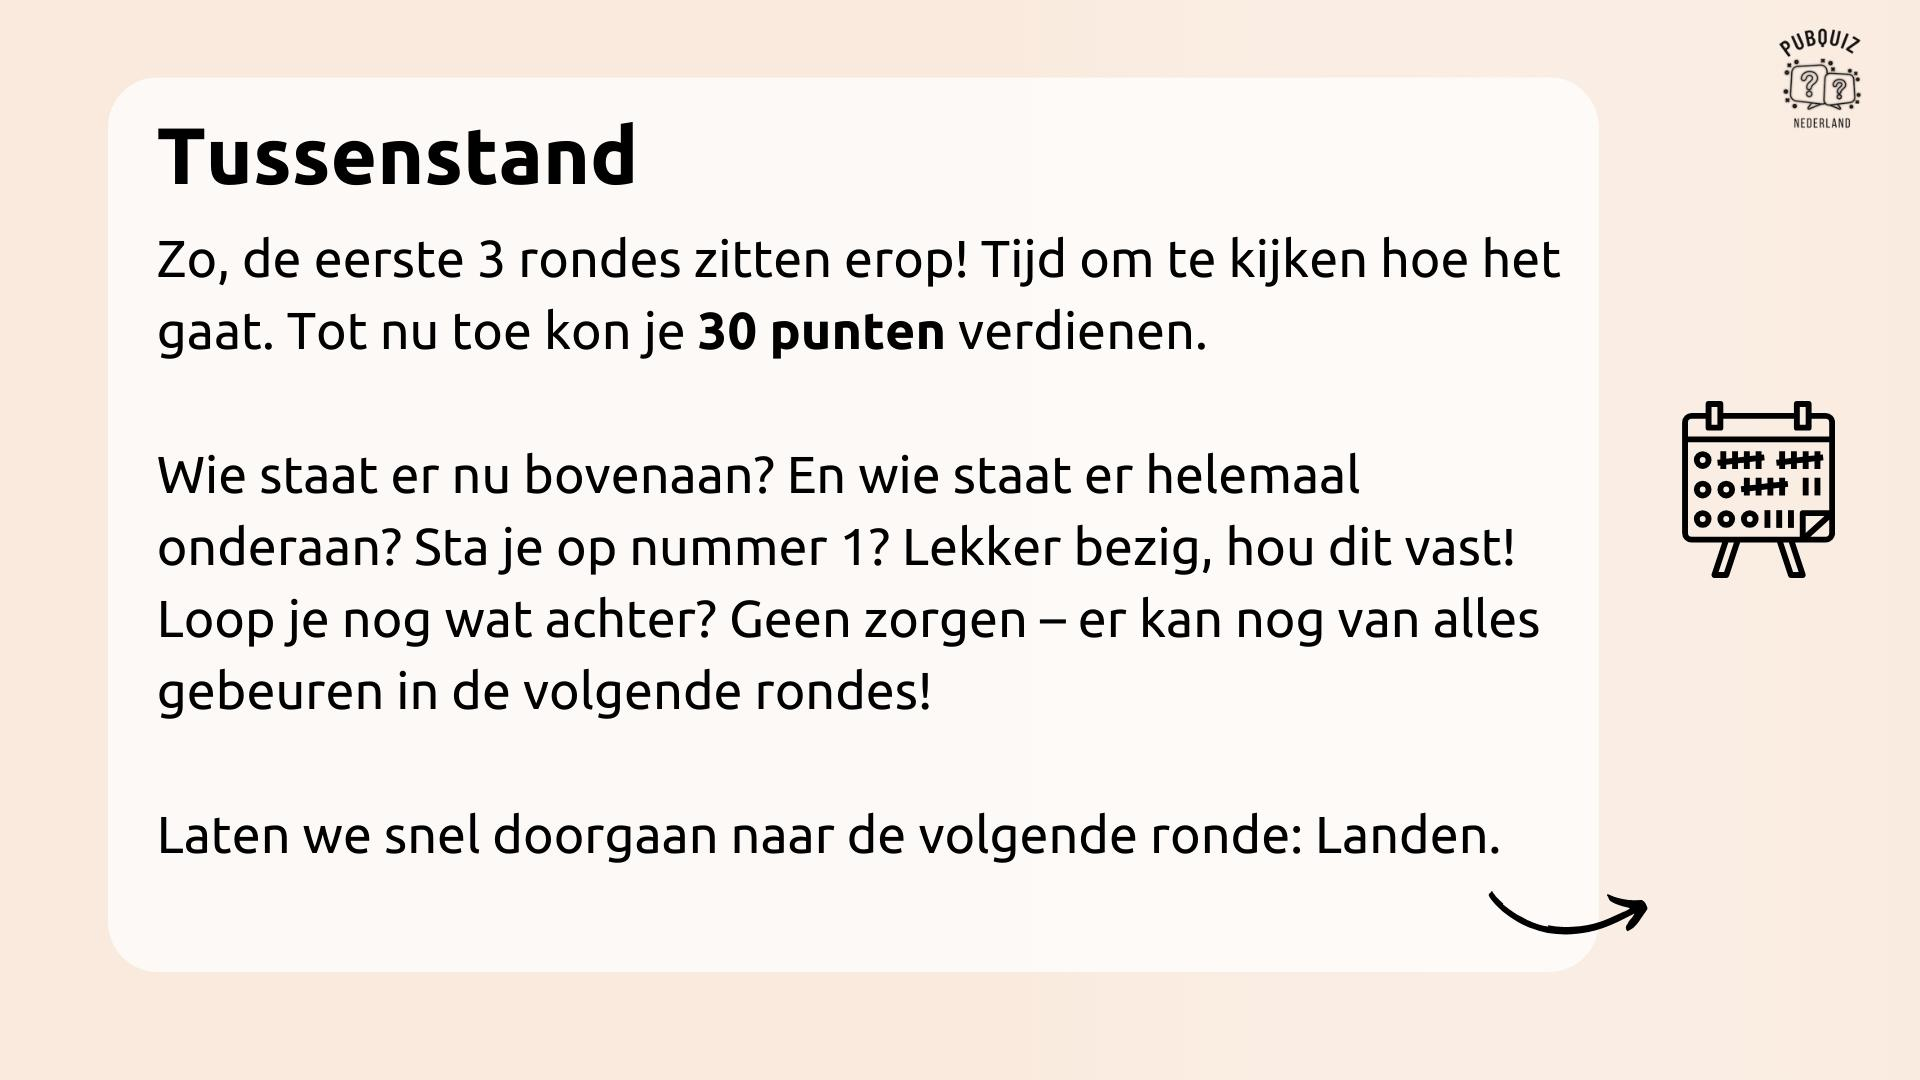 PUBQUIZ
? ?
NEDERLAND
Tussenstand
Zo, de eerste 3 rondes zitten erop! Tijd om te kijken hoe het
gaat. Tot nu toe kon je 30 punten verdienen.
Wie staat er nu bovenaan? En wie staat er helemaal
onderaan? Sta je op nummer 1? Lekker bezig, hou dit vast!
Loop je nog wat achter? Geen zorgen – er kan nog van alles
gebeuren in de volgende rondes!
Laten we snel doorgaan naar de volgende ronde: Landen.